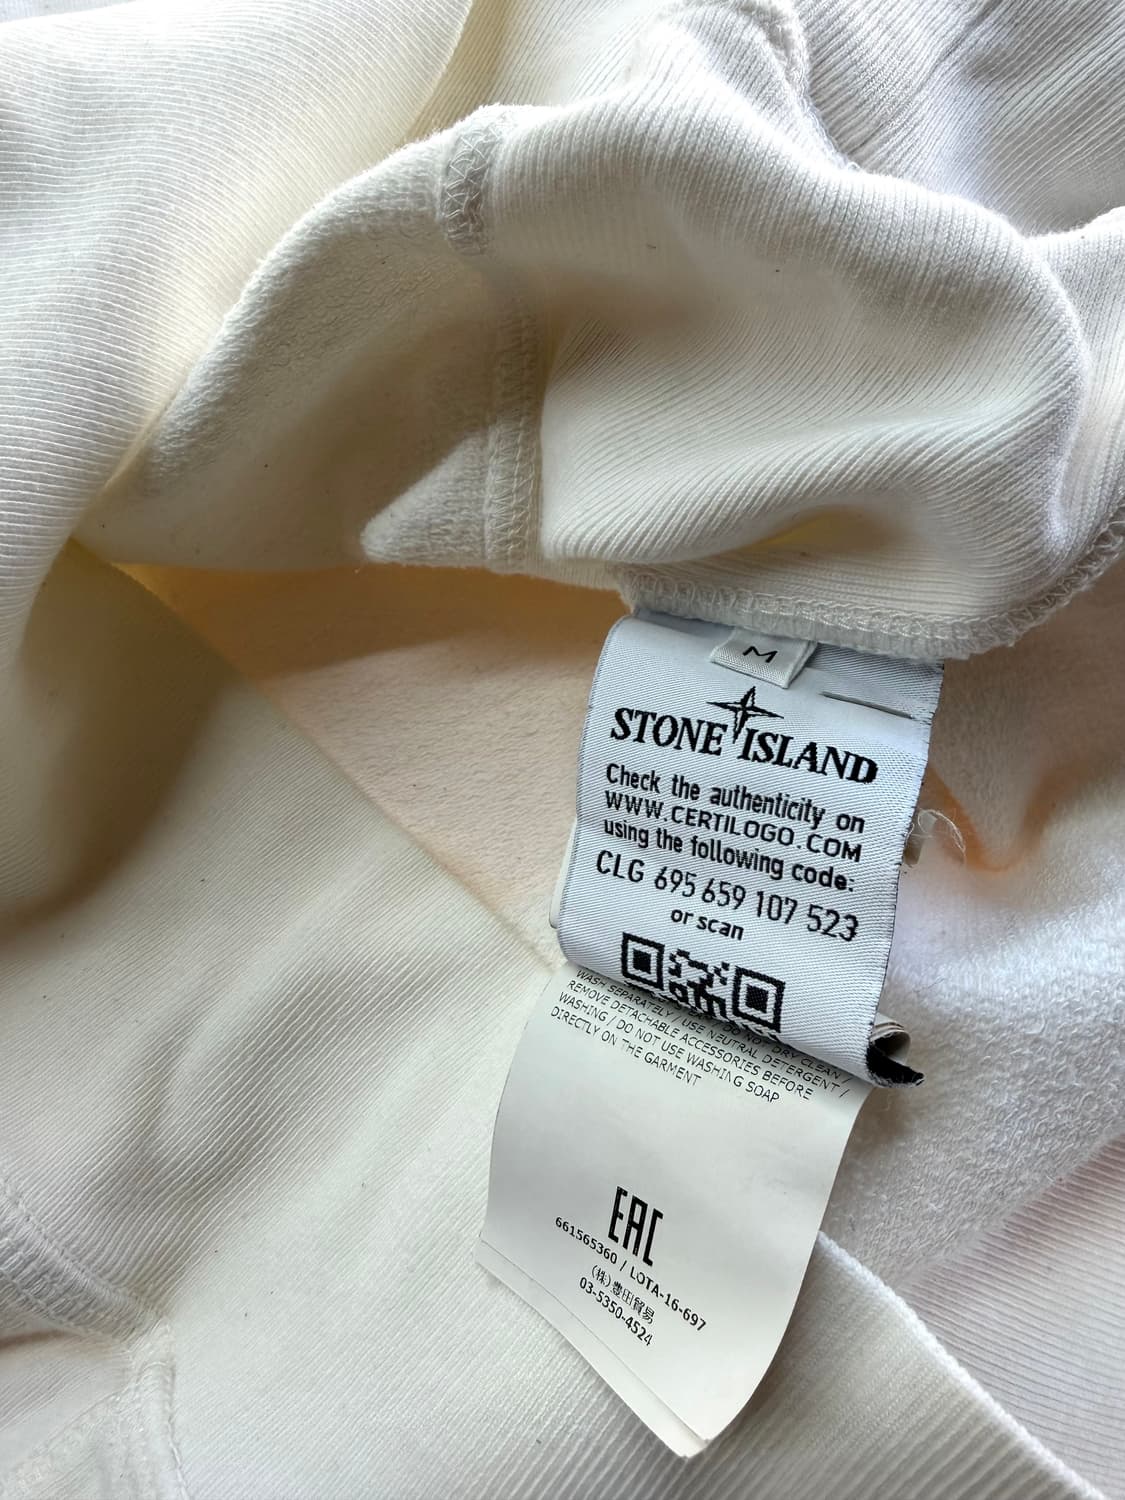 M
STONE ISLAND
Check the authenticity on
WWW.CERTILOGO.COM
using the following code:
CLG 695 659 107 523
or scan
WASH SEPARATELY / USE NEUTRAL DETERGENT /
REMOVE DETACHABLE ACCESSORIES BEFORE
WASHING / DO NOT USE WASHING SOAP
DIRECTLY ON THE GARMENT
EAC
661565360 / LOTA-16-697
(株)豊田貿易
03-5350-4524